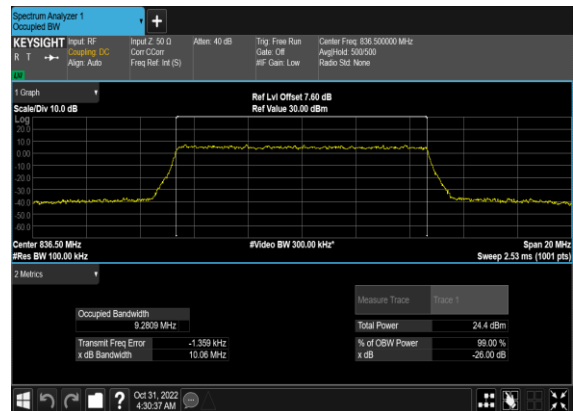 Spectrum Analyzer 1
Occupied BW
KEYSIGHT Input: RF Input Z: 50 Ω Atten: 40 dB Trig: Free Run Center Freq: 836.500000 MHz
R T Coupling: DC Corr CCorr Gate: Off Avg|Hold: 500/500
Align: Auto Freq Ref: Int (S) #IF Gain: Low Radio Std: None
1 Graph
Ref Lvl Offset 7.60 dB
Scale/Div 10.0 dB Ref Value 30.00 dBm
Log
20.0
10.0
0.00
-10.0
-20.0
-30.0
-40.0
-50.0
-60.0
Center 836.50 MHz #Video BW 300.00 kHz* Span 20 MHz
#Res BW 100.00 kHz Sweep 2.53 ms (1001 pts)
2 Metrics
Measure Trace Trace 1
Occupied Bandwidth
9.2809 MHz Total Power 24.4 dBm
Transmit Freq Error -1.359 kHz % of OBW Power 99.00 %
x dB Bandwidth 10.06 MHz x dB -26.00 dB
? Oct 31, 2022
4:30:37 AM